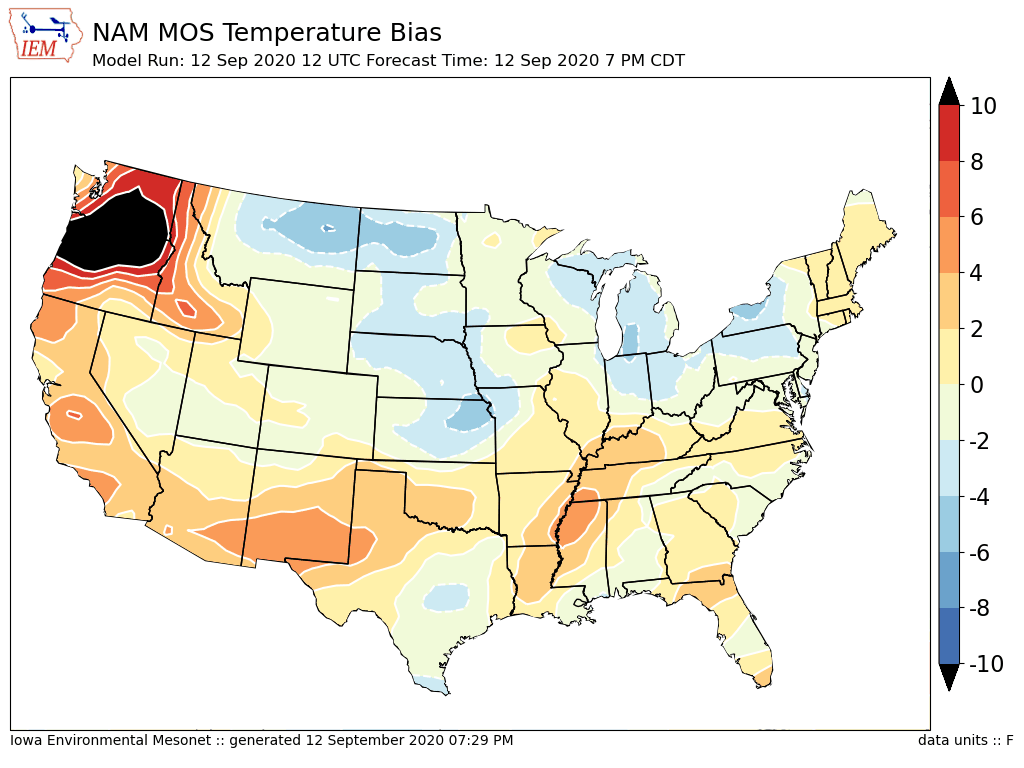 IEM
NAM MOS Temperature Bias
Model Run: 12 Sep 2020 12 UTC Forecast Time: 12 Sep 2020 7 PM CDT
10
8
6
4
2
0
-2
-4
-6
-8
-10
Iowa Environmental Mesonet :: generated 12 September 2020 07:29 PM
data units :: F